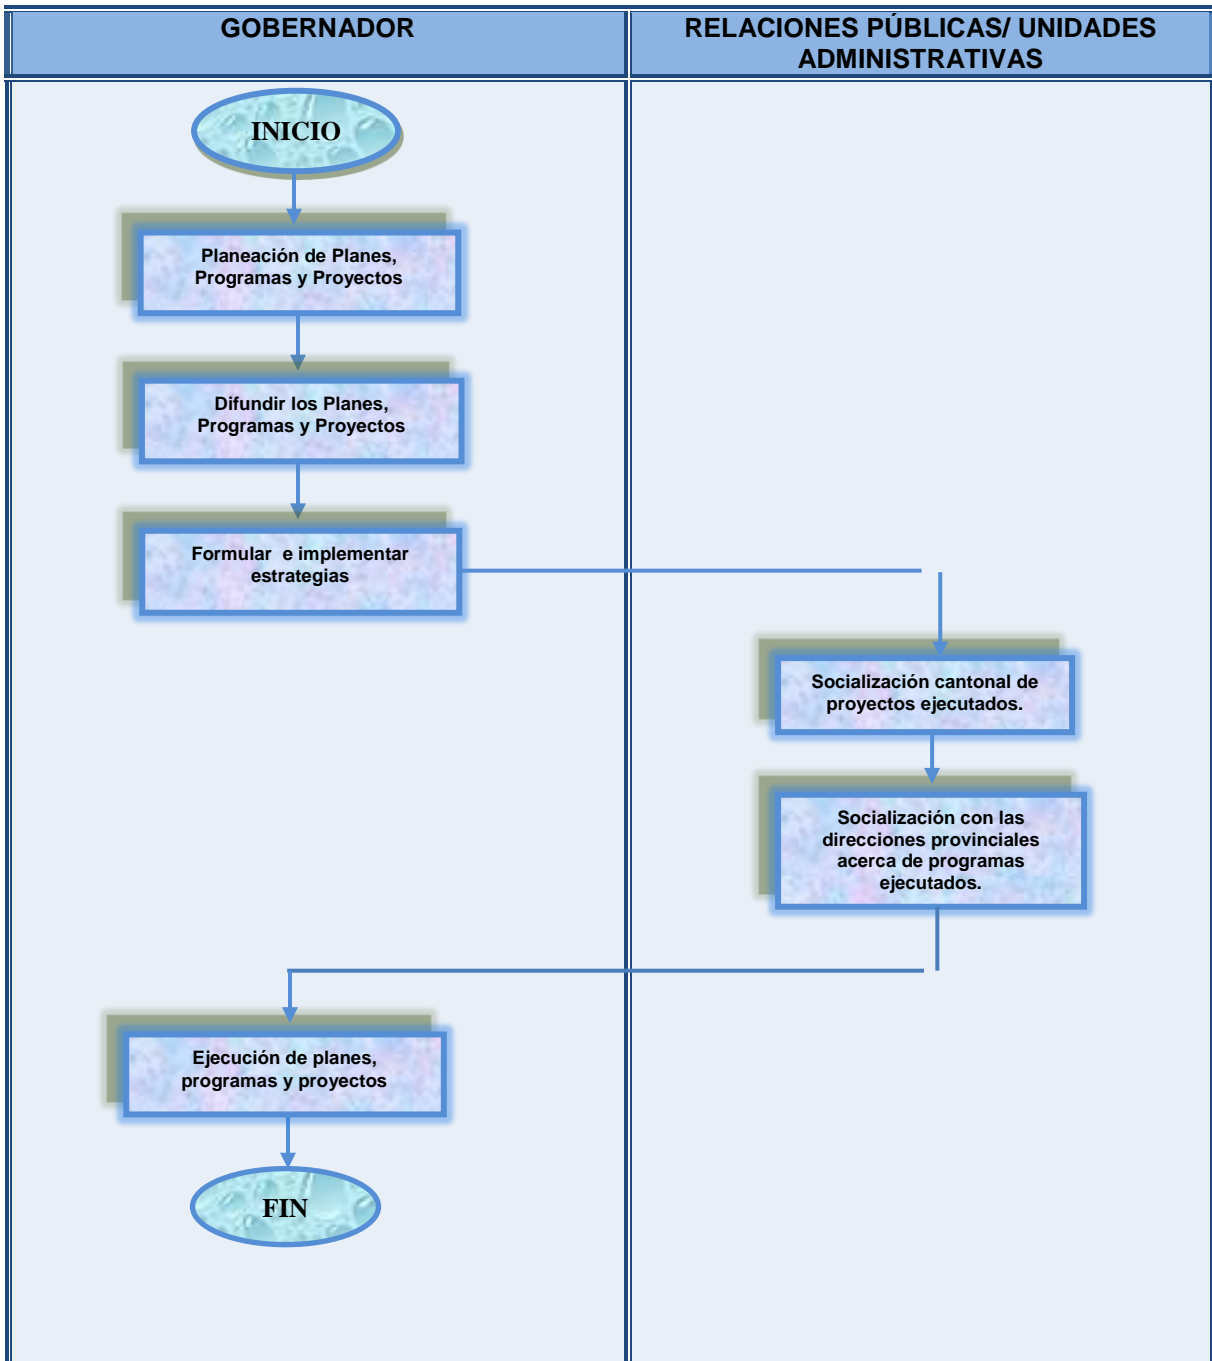 GOBERNADOR
RELACIONES PÚBLICAS/ UNIDADES
ADMINISTRATIVAS
INICIO
Planeación de Planes,
Programas y Proyectos
Difundir los Planes,
Programas y Proyectos
Formular e implementar
estrategias
Socialización cantonal de
proyectos ejecutados.
Socialización con las
direcciones provinciales
acerca de programas
ejecutados.
Ejecución de planes,
programas y proyectos
FIN